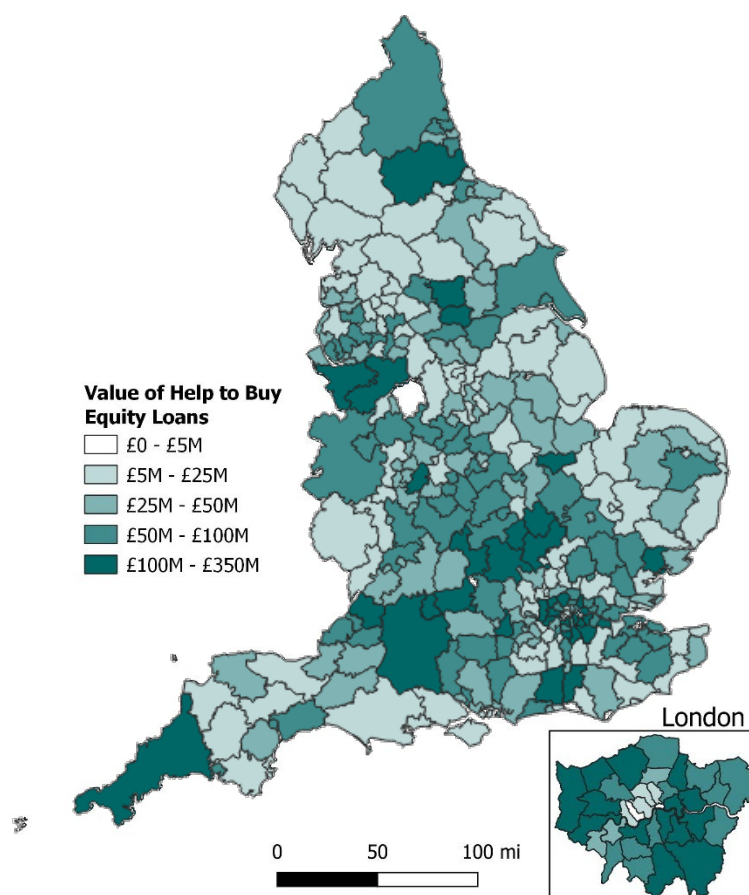 Value of Help to Buy
Equity Loans
£0 - £5M
£5M - £25M
£25M - £50M
£50M - £100M
£100M - £350M
London
0 50 100 mi